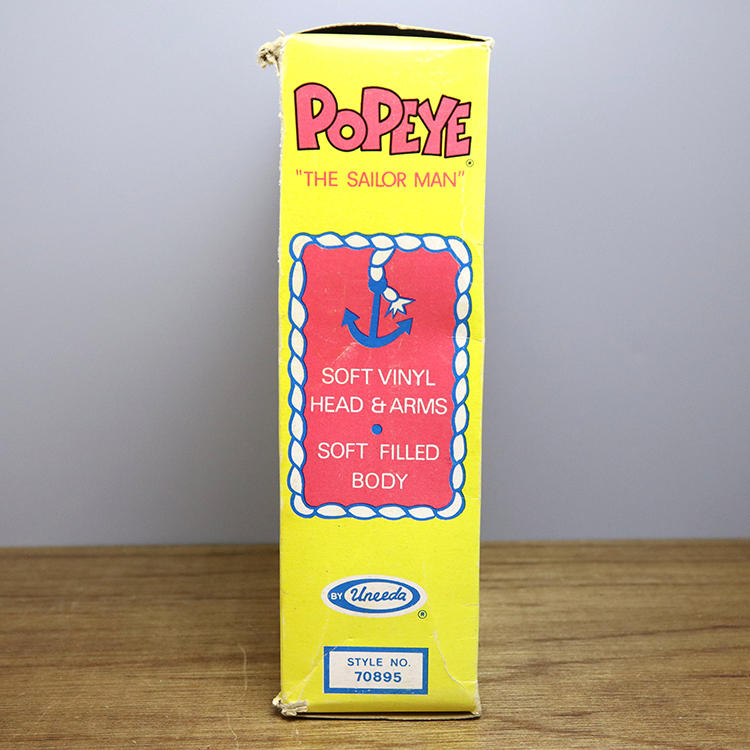 POPEYE®
"THE SAILOR MAN"
SOFT VINYL
HEAD & ARMS
•
SOFT FILLED
BODY
BY Uneeda®
STYLE NO.
70895